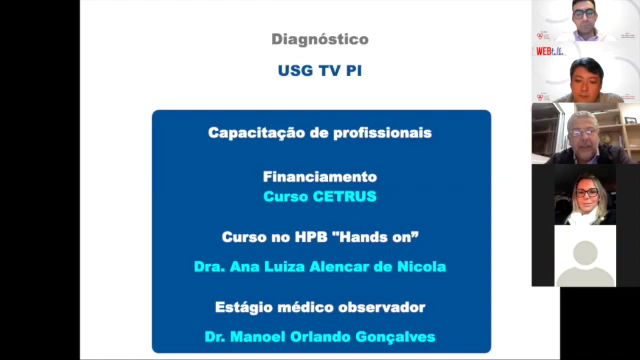 Diagnóstico
USG TV PI
Capacitação de profissionais
Financiamento
Curso CETRUS
Curso no HPB "Hands on”
Dra. Ana Luiza Alencar de Nicola
Estágio médico observador
Dr. Manoel Orlando Gonçalves